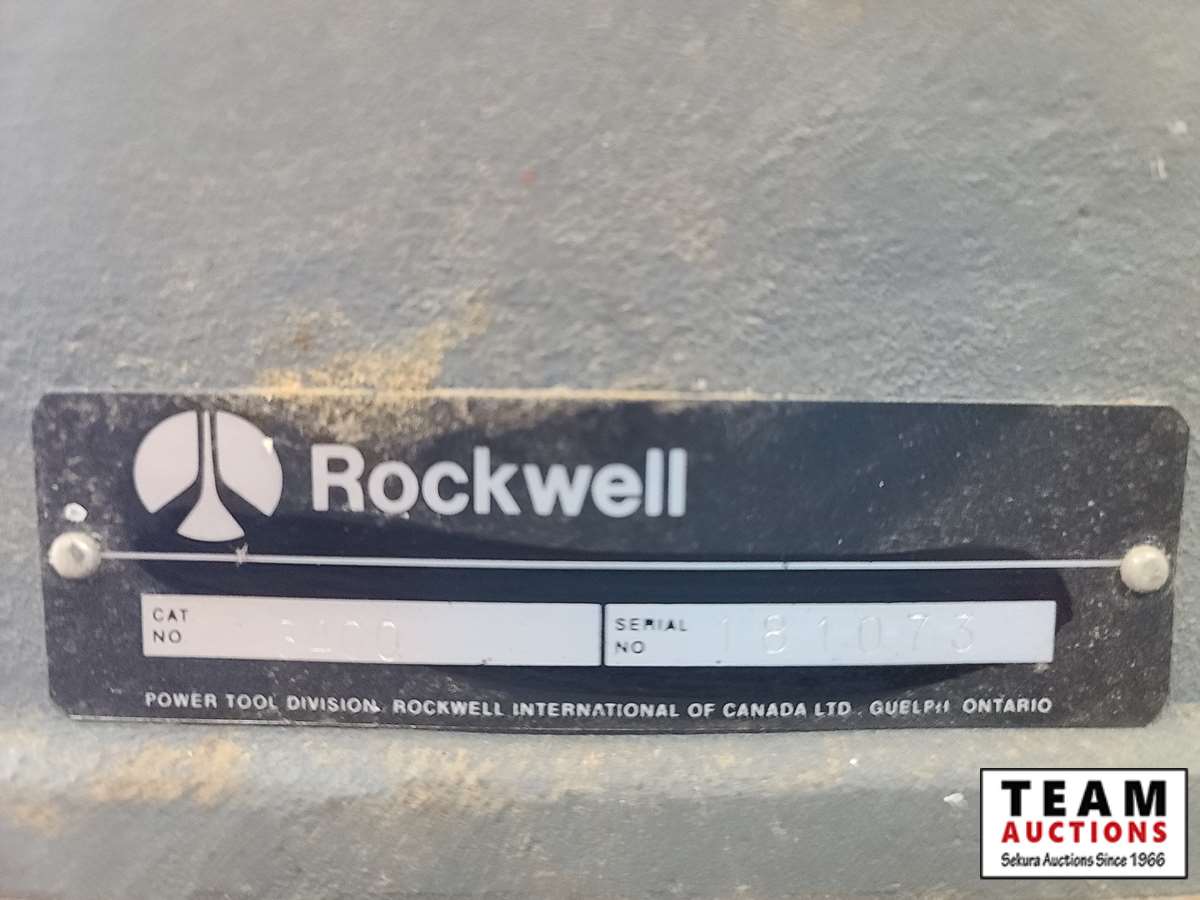 Rockwell
CAT
NO
SERIAL
NO 181073
POWER TOOL DIVISION. ROCKWELL INTERNATIONAL OF CANADA LTD. GUELPH ONTARIO
TEAM
AUCTIONS
Sekura Auctions Since 1966